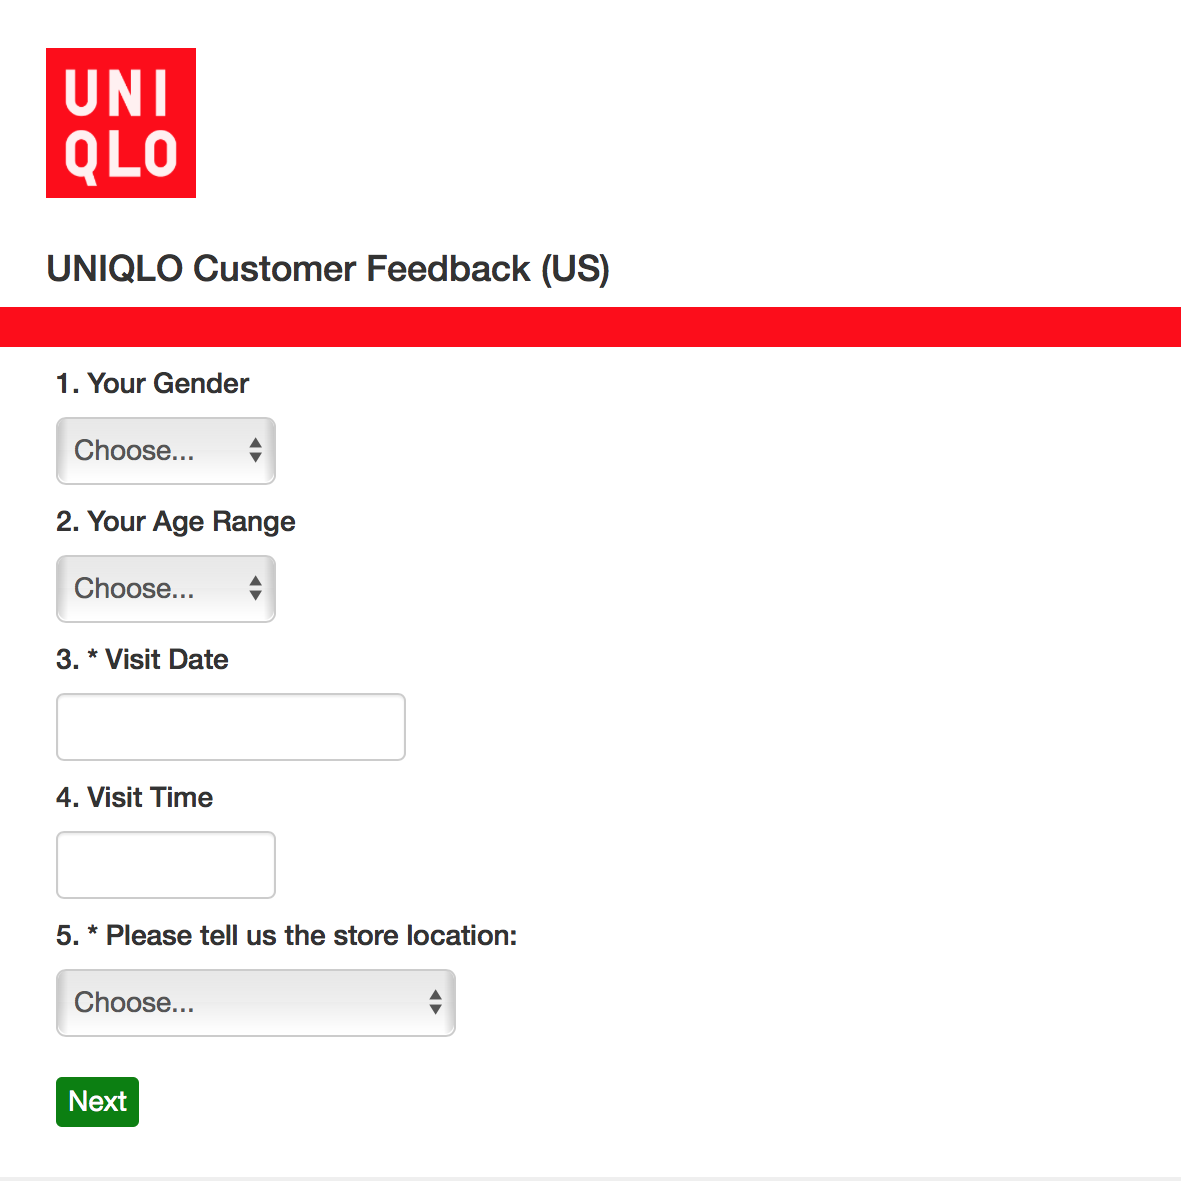 UNI
QLO
UNIQLO Customer Feedback (US)
1. Your Gender
Choose...
2. Your Age Range
Choose...
3. * Visit Date
4. Visit Time
5. * Please tell us the store location:
Choose...
Next